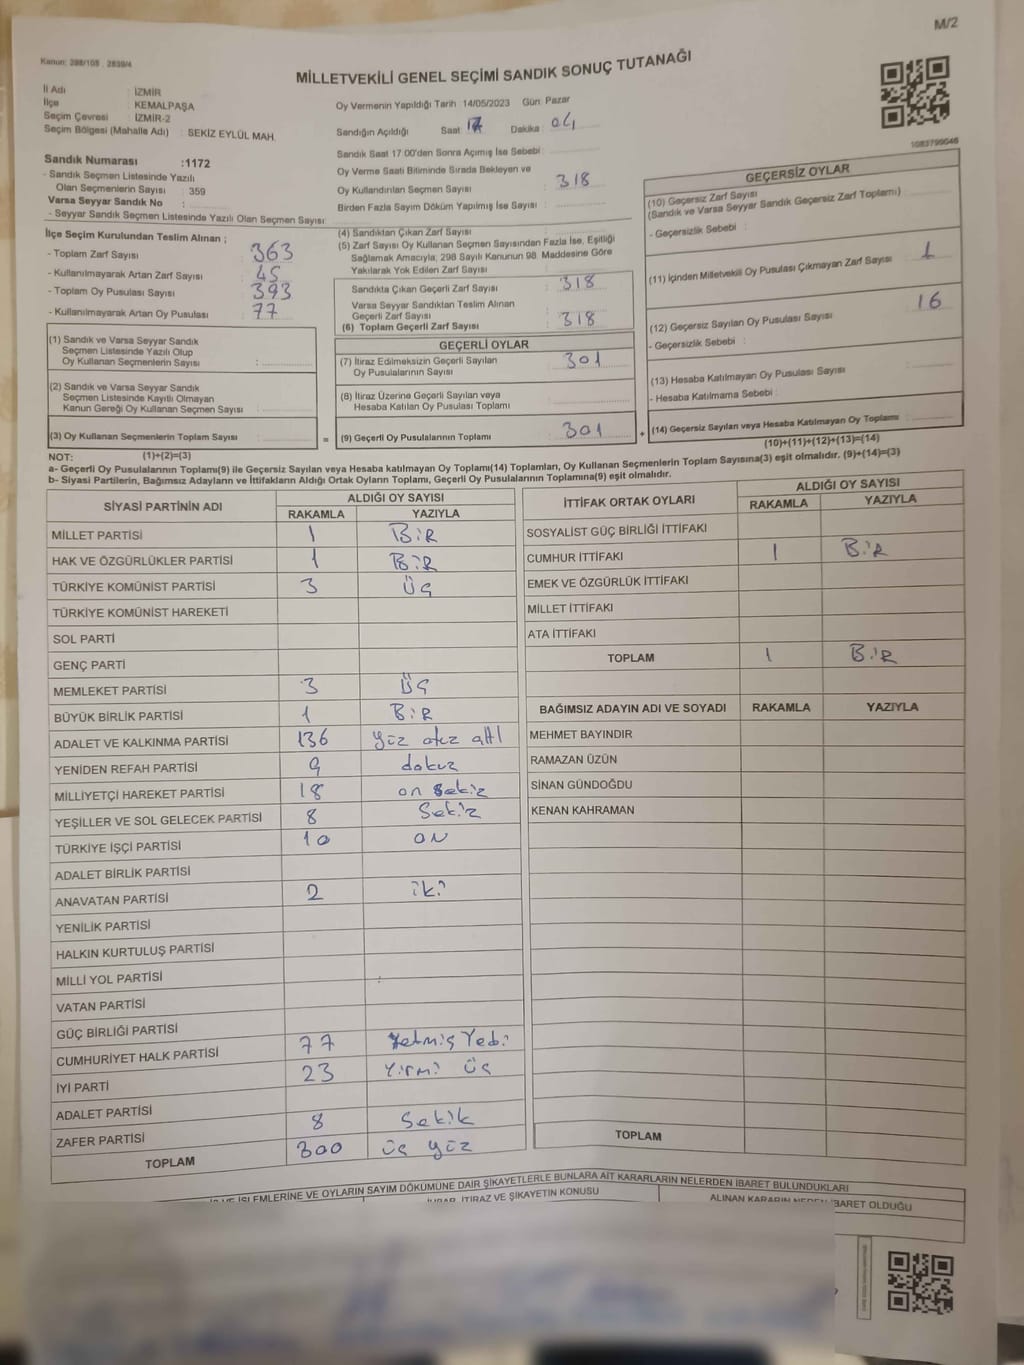 M/2
Kanun: 298/105 , 2839/4
MİLLETVEKİLİ GENEL SEÇİMİ SANDIK SONUÇ TUTANAĞI
İl Adı : İZMİR
İlçe : KEMALPAŞA
Seçim Çevresi : İZMİR-2
Seçim Bölgesi (Mahalle Adı) : SEKİZ EYLÜL MAH.
Oy Vermenin Yapıldığı Tarih 14/05/2023 Gün: Pazar
Sandığın Açıldığı Saat 17 Dakika : 04
Sandık Saat 17:00'den Sonra Açılmış İse Sebebi :
Oy Verme Saati Bitiminde Sırada Bekleyen ve
Oy Kullandırılan Seçmen Sayısı : 318
Birden Fazla Sayım Döküm Yapılmış İse Sayısı :
1083799046
Sandık Numarası :1172
- Sandık Seçmen Listesinde Yazılı
Olan Seçmenlerin Sayısı : 359
Varsa Seyyar Sandık No :
- Seyyar Sandık Seçmen Listesinde Yazılı Olan Seçmen Sayısı :
İlçe Seçim Kurulundan Teslim Alınan ;
- Toplam Zarf Sayısı : 363
- Kullanılmayarak Artan Zarf Sayısı : 45
- Toplam Oy Pusulası Sayısı : 393
- Kullanılmayarak Artan Oy Pusulası : 77
(4) Sandıktan Çıkan Zarf Sayısı :
(5) Zarf Sayısı Oy Kullanan Seçmen Sayısından Fazla İse, Eşitliği
Sağlamak Amacıyla, 298 Sayılı Kanunun 98. Maddesine Göre
Yakılarak Yok Edilen Zarf Sayısı :
Sandıkta Çıkan Geçerli Zarf Sayısı : 318
Varsa Seyyar Sandıktan Teslim Alınan
Geçerli Zarf Sayısı :
(6) Toplam Geçerli Zarf Sayısı : 318
GEÇERSİZ OYLAR
(10) Geçersiz Zarf Sayısı
(Sandık ve Varsa Seyyar Sandık Geçersiz Zarf Toplamı) :
- Geçersizlik Sebebi :
(11) İçinden Milletvekili Oy Pusulası Çıkmayan Zarf Sayısı : 1
(12) Geçersiz Sayılan Oy Pusulası Sayısı : 16
- Geçersizlik Sebebi :
(13) Hesaba Katılmayan Oy Pusulası Sayısı :
- Hesaba Katılmama Sebebi :
(14) Geçersiz Sayılan veya Hesaba Katılmayan Oy Toplamı :
(10)+(11)+(12)+(13)=(14)
(1) Sandık ve Varsa Seyyar Sandık
Seçmen Listesinde Yazılı Olup
Oy Kullanan Seçmenlerin Sayısı :
(2) Sandık ve Varsa Seyyar Sandık
Seçmen Listesinde Kayıtlı Olmayan
Kanun Gereği Oy Kullanan Seçmen Sayısı :
(3) Oy Kullanan Seçmenlerin Toplam Sayısı :
(1)+(2)=(3)
GEÇERLİ OYLAR
(7) İtiraz Edilmeksizin Geçerli Sayılan
Oy Pusulalarının Sayısı : 301
(8) İtiraz Üzerine Geçerli Sayılan veya
Hesaba Katılan Oy Pusulası Toplamı :
= (9) Geçerli Oy Pusulalarının Toplamı : 301 +
NOT:
a- Geçerli Oy Pusulalarının Toplamı(9) ile Geçersiz Sayılan veya Hesaba katılmayan Oy Toplamı(14) Toplamları, Oy Kullanan Seçmenlerin Toplam Sayısına(3) eşit olmalıdır. (9)+(14)=(3)
b- Siyasi Partilerin, Bağımsız Adayların ve İttifakların Aldığı Oyların Toplamı, Geçerli Oy Pusulalarının Toplamına(9) eşit olmalıdır.
SİYASİ PARTİNİN ADI ALDIĞI OY SAYISI
RAKAMLA YAZIYLA
MİLLET PARTİSİ 1 BİR
HAK VE ÖZGÜRLÜKLER PARTİSİ 1 BİR
TÜRKİYE KOMÜNİST PARTİSİ 3 ÜÇ
TÜRKİYE KOMÜNİST HAREKETİ
SOL PARTİ
GENÇ PARTİ
MEMLEKET PARTİSİ 3 ÜÇ
BÜYÜK BİRLİK PARTİSİ 1 BİR
ADALET VE KALKINMA PARTİSİ 136 yüz otuz altı
YENİDEN REFAH PARTİSİ 9 dokuz
MİLLİYETÇİ HAREKET PARTİSİ 18 on sekiz
YEŞİLLER VE SOL GELECEK PARTİSİ 8 Sekiz
TÜRKİYE İŞÇİ PARTİSİ 10 ON
ADALET BİRLİK PARTİSİ
ANAVATAN PARTİSİ 2 iki
YENİLİK PARTİSİ
HALKIN KURTULUŞ PARTİSİ
MİLLİ YOL PARTİSİ
VATAN PARTİSİ
GÜÇ BİRLİĞİ PARTİSİ
CUMHURİYET HALK PARTİSİ 77 Yetmiş Yedi
İYİ PARTİ 23 Yirmi üç
ADALET PARTİSİ
ZAFER PARTİSİ 8 Sekik
TOPLAM 300 üç yüz
İTTİFAK ORTAK OYLARI ALDIĞI OY SAYISI
RAKAMLA YAZIYLA
SOSYALİST GÜÇ BİRLİĞİ İTTİFAKI
CUMHUR İTTİFAKI 1 BİR
EMEK VE ÖZGÜRLÜK İTTİFAKI
MİLLET İTTİFAKI
ATA İTTİFAKI
TOPLAM 1 BİR
BAĞIMSIZ ADAYIN ADI VE SOYADI RAKAMLA YAZIYLA
MEHMET BAYINDIR
RAMAZAN ÜZÜN
SİNAN GÜNDOĞDU
KENAN KAHRAMAN
TOPLAM
VE İŞLEMLERİNE VE OYLARIN SAYIM DÖKÜMÜNE DAİR ŞİKAYETLERLE BUNLARA AİT KARARLARIN NELERDEN İBARET BULUNDUKLARI
İTİRAZ VE ŞİKAYETİN KONUSU ALINAN KARARIN NEDEN İBARET OLDUĞU